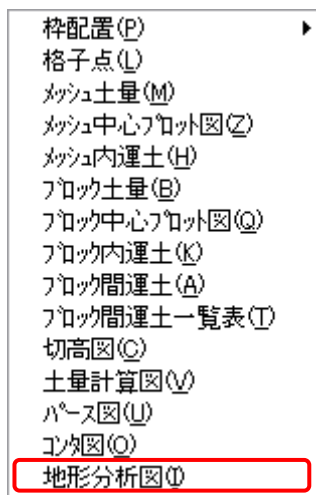 枠配置(P)
格子点(L)
ﾒｯｼｭ土量(M)
ﾒｯｼｭ中心ﾌﾟﾛｯﾄ図(Z)
ﾒｯｼｭ内運土(H)
ﾌﾞﾛｯｸ土量(B)
ﾌﾞﾛｯｸ中心ﾌﾟﾛｯﾄ図(Q)
ﾌﾞﾛｯｸ内運土(K)
ﾌﾞﾛｯｸ間運土(A)
ﾌﾞﾛｯｸ間運土一覧表(T)
切高図(C)
土量計算図(V)
ﾊﾟｰｽ図(U)
ｺﾝﾀ図(O)
地形分析図(I)